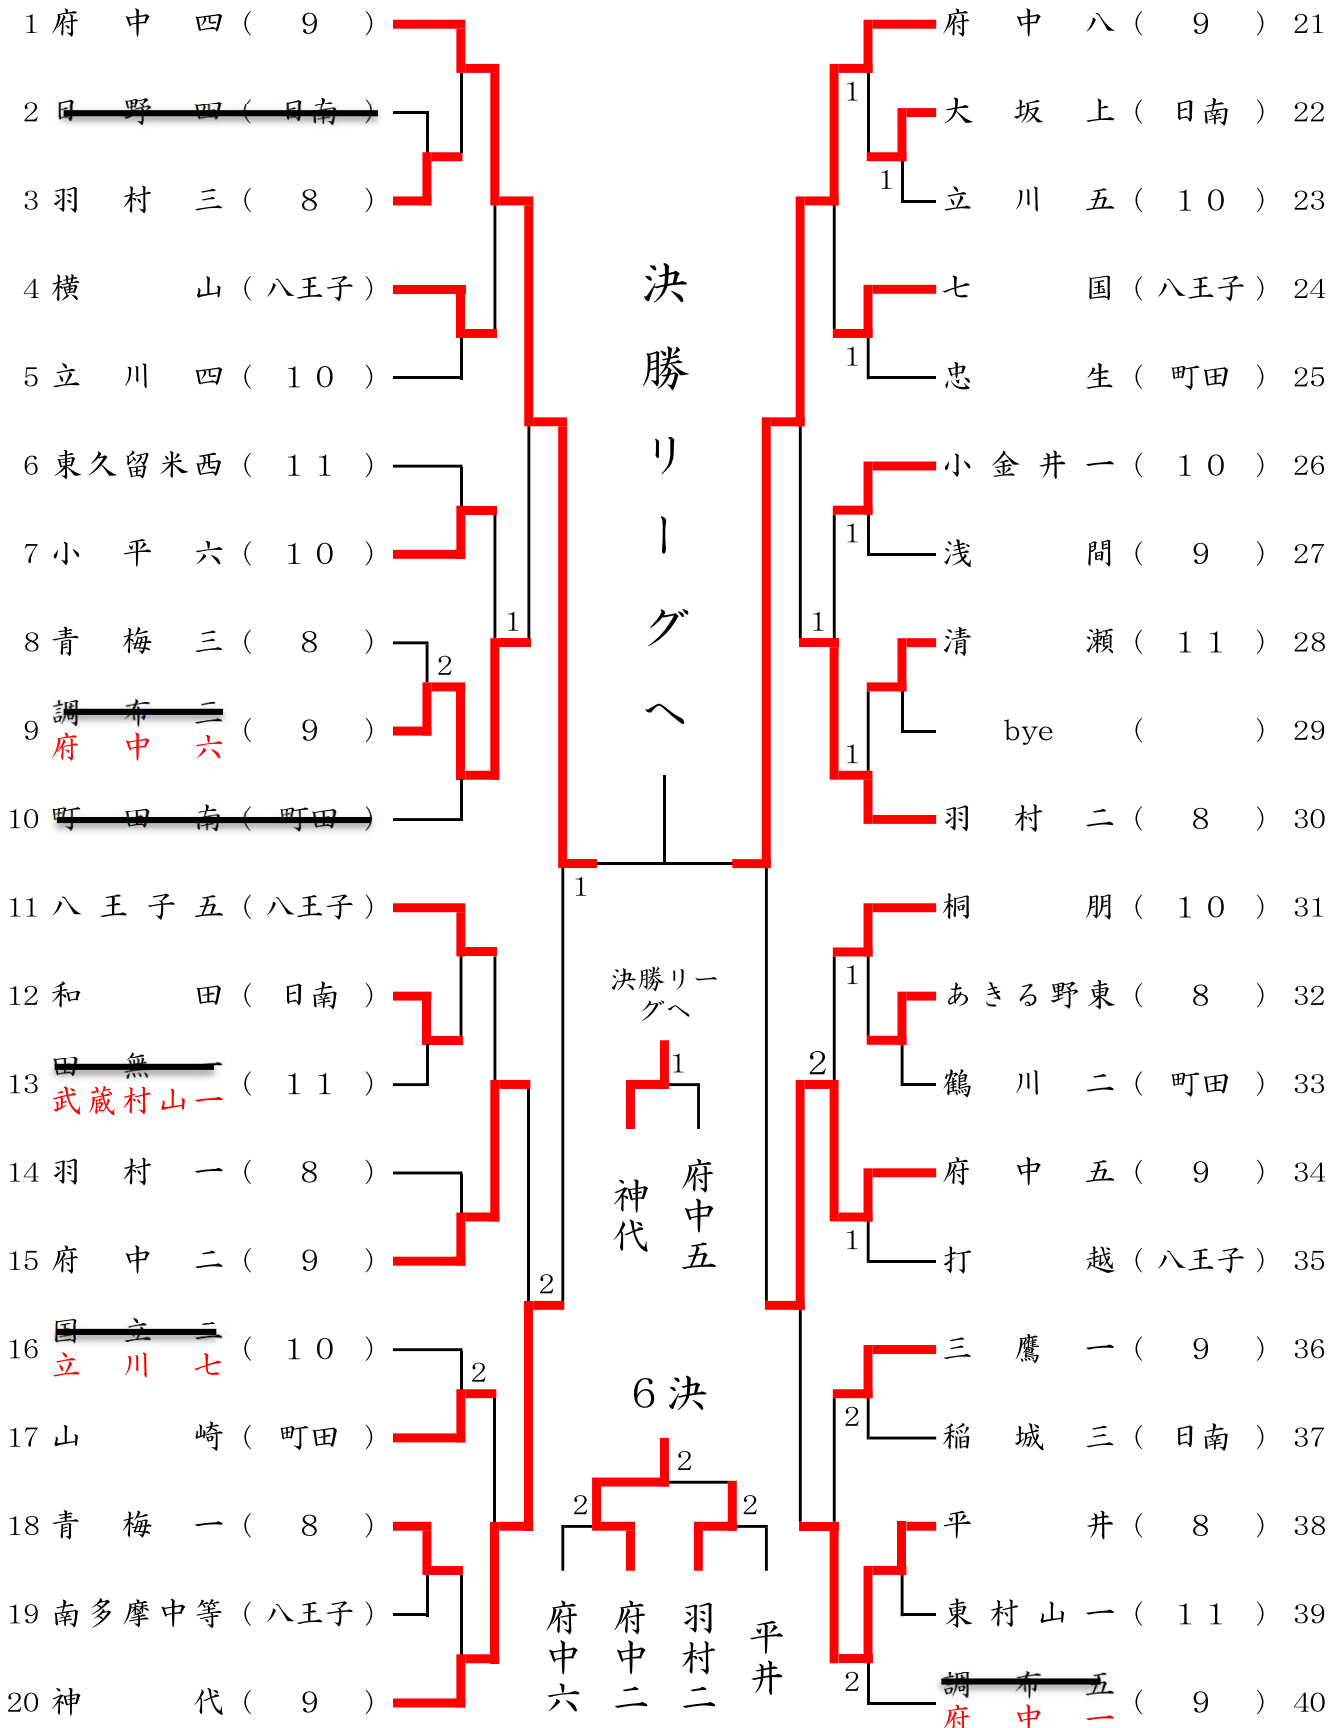 1 府中四 ( 9 )
2 日野四 ( 日南 )
3 羽村三 ( 8 )
4 横山 ( 八王子 )
5 立川四 ( 10 )
6 東久留米西 ( 11 )
7 小平六 ( 10 )
8 青梅三 ( 8 )
2
1
調布二
9 ( 9 )
府中六
10 町田南 ( 町田 )
11 八王子五 ( 八王子 )
12 和田 ( 日南 )
田無一
13 ( 11 )
武蔵村山一
14 羽村一 ( 8 )
15 府中二 ( 9 )
2
国立二
16 ( 10 )
立川七
2
17 山崎 ( 町田 )
18 青梅一 ( 8 )
19 南多摩中等 ( 八王子 )
20 神代 ( 9 )
決勝リーグへ
1
決勝リー
グへ
1
神代
府中五
6決
2
2
2
府中六
府中二
羽村二
平井
府中八 ( 9 ) 21
1
大坂上 ( 日南 ) 22
1
立川五 ( 10 ) 23
七国 ( 八王子 ) 24
1
忠生 ( 町田 ) 25
小金井一 ( 10 ) 26
1
浅間 ( 9 ) 27
1
清瀬 ( 11 ) 28
bye ( ) 29
1
羽村二 ( 8 ) 30
桐朋 ( 10 ) 31
1
あきる野東 ( 8 ) 32
2
鶴川二 ( 町田 ) 33
府中五 ( 9 ) 34
1
打越 ( 八王子 ) 35
三鷹一 ( 9 ) 36
2
稲城三 ( 日南 ) 37
平井 ( 8 ) 38
東村山一 ( 11 ) 39
2
調布五
( 9 ) 40
府中一